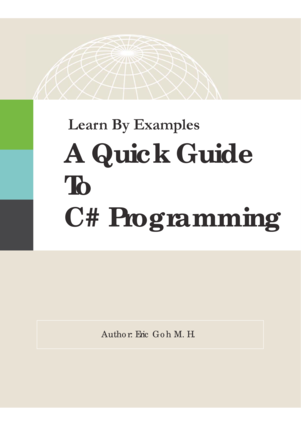 Learn By Examples
A Quick Guide
To
C# Programming
Author: Eric Goh M. H.